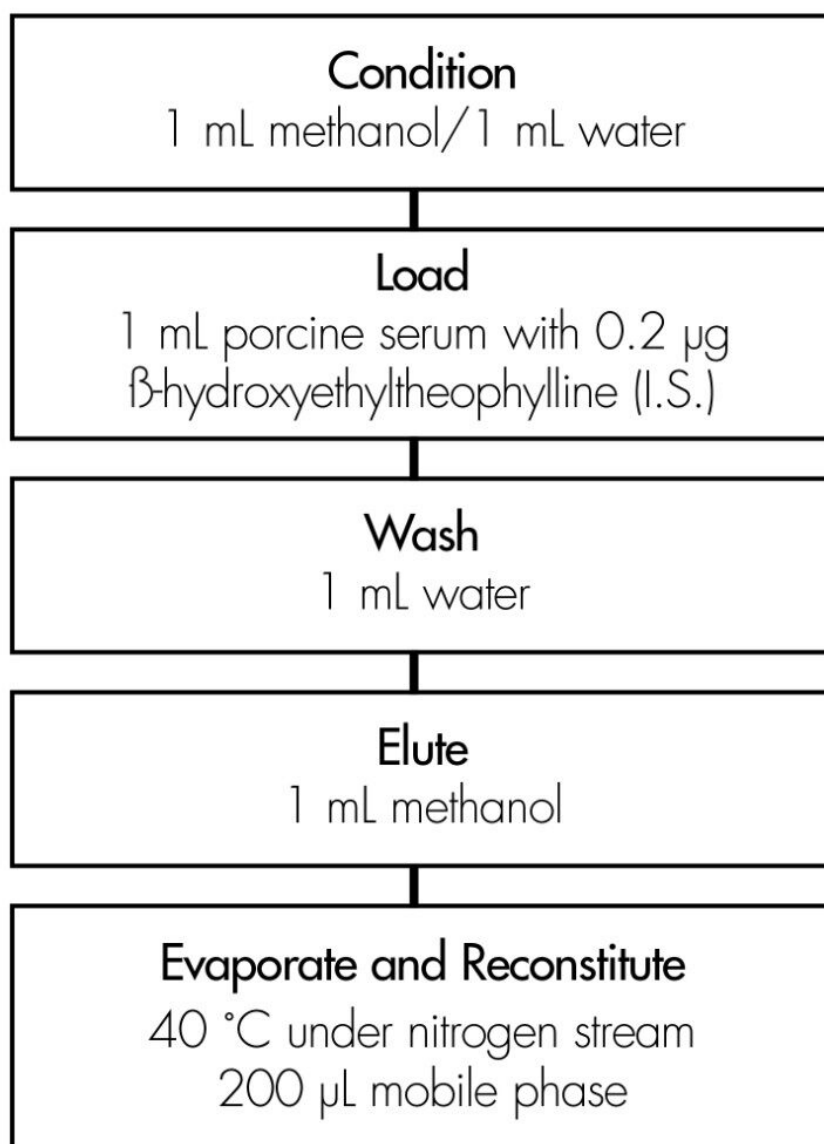 Condition
1 mL methanol/1 mL water
Load
1 mL porcine serum with 0.2 µg
ß-hydroxyethyltheophylline (I.S.)
Wash
1 mL water
Elute
1 mL methanol
Evaporate and Reconstitute
40 °C under nitrogen stream
200 µL mobile phase